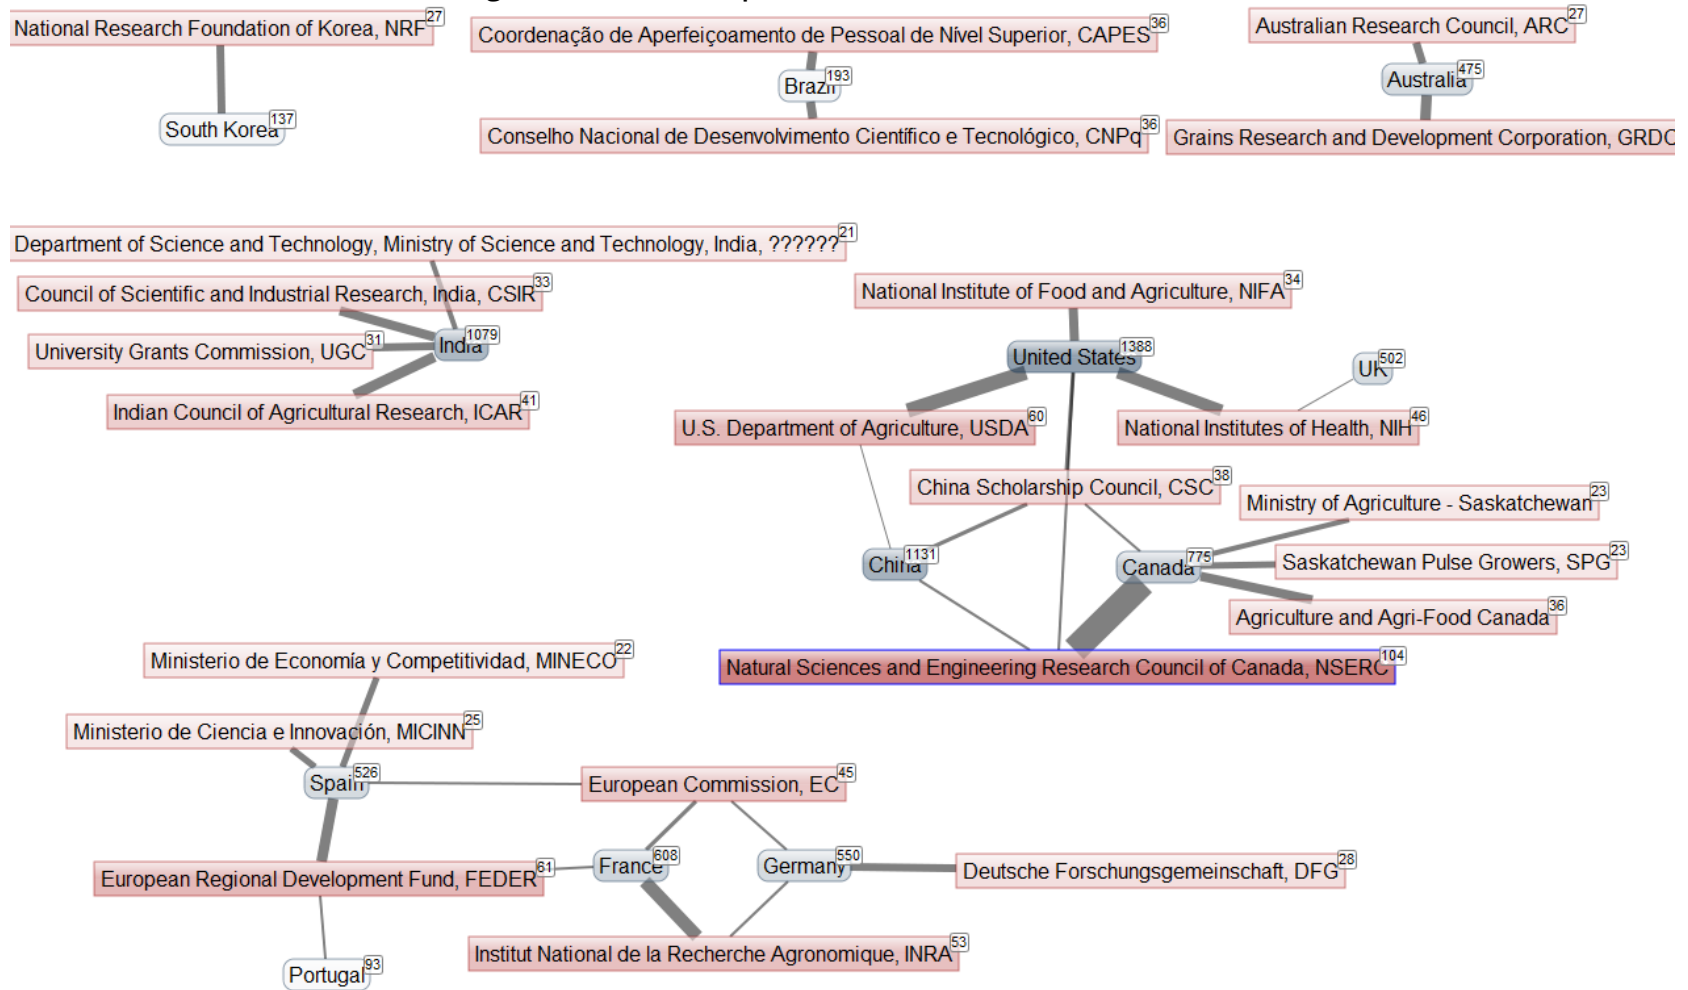 National Research Foundation of Korea, NRF 27
Coordenação de Aperfeiçoamento de Pessoal de Nível Superior, CAPES 36
Australian Research Council, ARC 27
Brazil 193
Australia 475
South Korea 137
Conselho Nacional de Desenvolvimento Científico e Tecnológico, CNPq 36
Grains Research and Development Corporation, GRDC
Department of Science and Technology, Ministry of Science and Technology, India, ?????? 21
Council of Scientific and Industrial Research, India, CSIR 33
National Institute of Food and Agriculture, NIFA 34
University Grants Commission, UGC 31
India 1079
United States 1388
UK 502
Indian Council of Agricultural Research, ICAR 41
U.S. Department of Agriculture, USDA 60
National Institutes of Health, NIH 46
China Scholarship Council, CSC 38
Ministry of Agriculture - Saskatchewan 23
China 1131
Canada 775
Saskatchewan Pulse Growers, SPG 23
Agriculture and Agri-Food Canada 36
Ministerio de Economía y Competitividad, MINECO 22
Natural Sciences and Engineering Research Council of Canada, NSERC 104
Ministerio de Ciencia e Innovación, MICINN 25
Spain 526
European Commission, EC 45
European Regional Development Fund, FEDER 61
France 608
Germany 550
Deutsche Forschungsgemeinschaft, DFG 28
Institut National de la Recherche Agronomique, INRA 53
Portugal 93